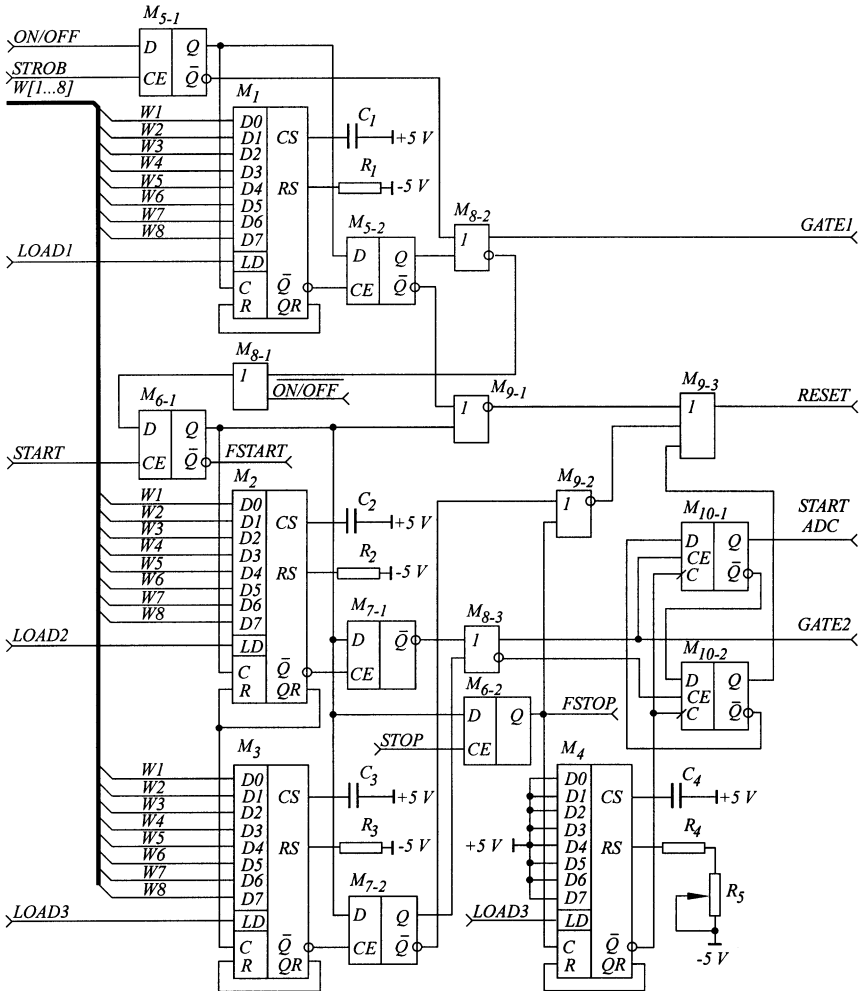 M5-1
ON/OFF
D Q
STROB
CE Q̅
W[1...8]
M1
W1 D0
W2 D1 CS C1 +5 V
W3 D2
W4 D3 R1
W5 D4 RS -5 V
W6 D5
W7 D6 M5-2 M8-2
W8 D7 1 GATE1
LOAD1 LD D Q
C Q̅ CE Q̅
R QR
M8-1
1 ON/OFF
M6-1 M9-1 M9-3
D Q 1 1 RESET
START CE Q̅ FSTART
M2 M9-2
W1 D0 1
W2 D1 CS C2 +5 V M10-1 START ADC
W3 D2 D Q
W4 D3 R2 CE
W5 D4 RS -5 V C Q̅
W6 D5
W7 D6 M7-1 M8-3
W8 D7 D Q̅ 1 GATE2
LOAD2 LD M10-2
C Q̅ CE M6-2 D Q
R QR D Q FSTOP CE
STOP CE C Q̅
M3 M4
W1 D0 D0
W2 D1 CS C3 +5 V D1 CS C4 +5 V
W3 D2 D2
W4 D3 R3 D3 R4
W5 D4 RS -5 V +5 V D4 RS
W6 D5 D5
W7 D6 M7-2 D6 R5
W8 D7 D7
LOAD3 LD D Q LOAD3 LD
C Q̅ CE Q̅ C Q̅ -5 V
R QR R QR